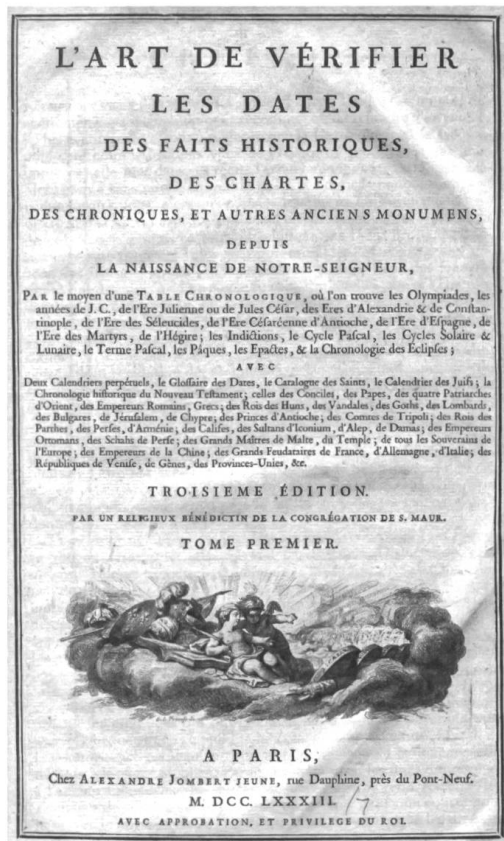 L'ART DE VÉRIFIER
LES DATES
DES FAITS HISTORIQUES,
DES CHARTES,
DES CHRONIQUES, ET AUTRES ANCIENS MONUMENS,
DEPUIS
LA NAISSANCE DE NOTRE-SEIGNEUR,
PAR le moyen d'une TABLE CHRONOLOGIQUE, où l'on trouve les Olympiades, les
années de J. C., de l'Ere Julienne ou de Jules Céſar, des Eres d'Alexandrie & de Conſtan-
tinople, de l'Ere des Séleucides, de l'Ere Céſaréenne d'Antioche, de l'Ere d'Eſpagne, de
l'Ere des Martyrs, de l'Hégire; les Indictions, le Cycle Paſcal, les Cycles Solaire &
Lunaire, le Terme Paſcal, les Pâques, les Epactes, & la Chronologie des Eclipſes;
AVEC
Deux Calendriers perpétuels, le Gloſſaire des Dates, le Catalogue des Saints, le Calendrier des Juifs; la
Chronologie hiſtorique du Nouveau Teſtament; celles des Conciles, des Papes, des quatre Patriarches
d'Orient, des Empereurs Romains, Grecs; des Rois des Huns, des Vandales, des Goths, des Lombards,
des Bulgares, de Jéruſalem, de Chypre; des Princes d'Antioche; des Comtes de Tripoli; des Rois des
Parthes, des Perſes, d'Arménie; des Califes, des Sultans d'Iconium, d'Alep, de Damas; des Empereurs
Ottomans, des Schahs de Perſe; des Grands Maîtres de Malte, du Temple; de tous les Souverains de
l'Europe; des Empereurs de la Chine; des Grands Feudataires de France, d'Allemagne, d'Italie; des
Républiques de Veniſe, de Gènes, des Provinces-Unies, &c.
TROISIEME ÉDITION.
PAR UN RELIGIEUX BÉNÉDICTIN DE LA CONGRÉGATION DE S. MAUR.
TOME PREMIER.
A PARIS,
Chez ALEXANDRE JOMBERT JEUNE, rue Dauphine, près du Pont-Neuf.
M. DCC. LXXXIII.
AVEC APPROBATION, ET PRIVILEGE DU ROI.